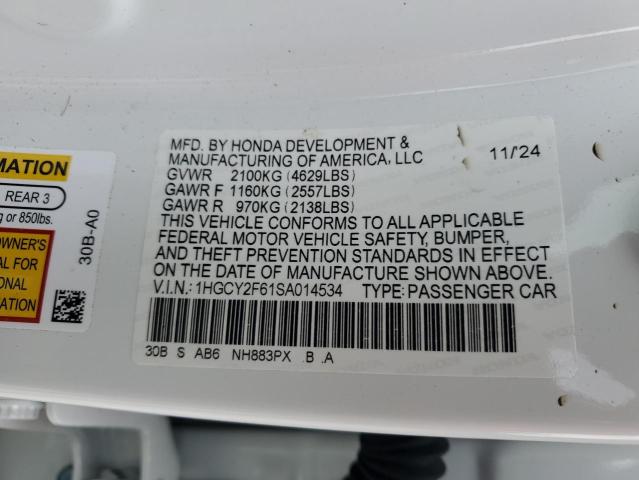 MFD. BY HONDA DEVELOPMENT &
MANUFACTURING OF AMERICA, LLC 11/24
GVWR 2100KG (4629LBS)
GAWR F 1160KG (2557LBS)
GAWR R 970KG (2138LBS)
THIS VEHICLE CONFORMS TO ALL APPLICABLE
FEDERAL MOTOR VEHICLE SAFETY, BUMPER,
AND THEFT PREVENTION STANDARDS IN EFFECT
ON THE DATE OF MANUFACTURE SHOWN ABOVE.
V.I.N.: 1HGCY2F61SA014534 TYPE: PASSENGER CAR
30B S AB6 NH883PX .B .A
MATION
REAR 3
g or 850lbs.
OWNER'S
AL FOR
IONAL
TION
30B-A0